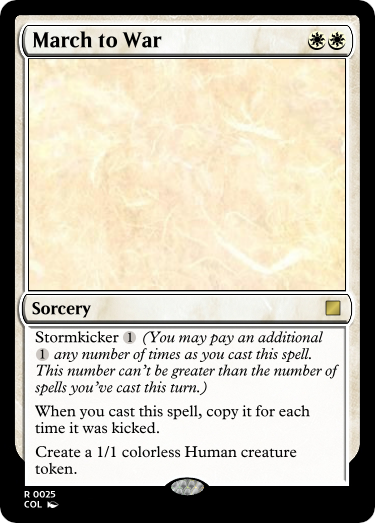 March to War
Sorcery
Stormkicker 1 (You may pay an additional
1 any number of times as you cast this spell.
This number can't be greater than the number of
spells you've cast this turn.)
When you cast this spell, copy it for each
time it was kicked.
Create a 1/1 colorless Human creature
token.
R 0025
COL